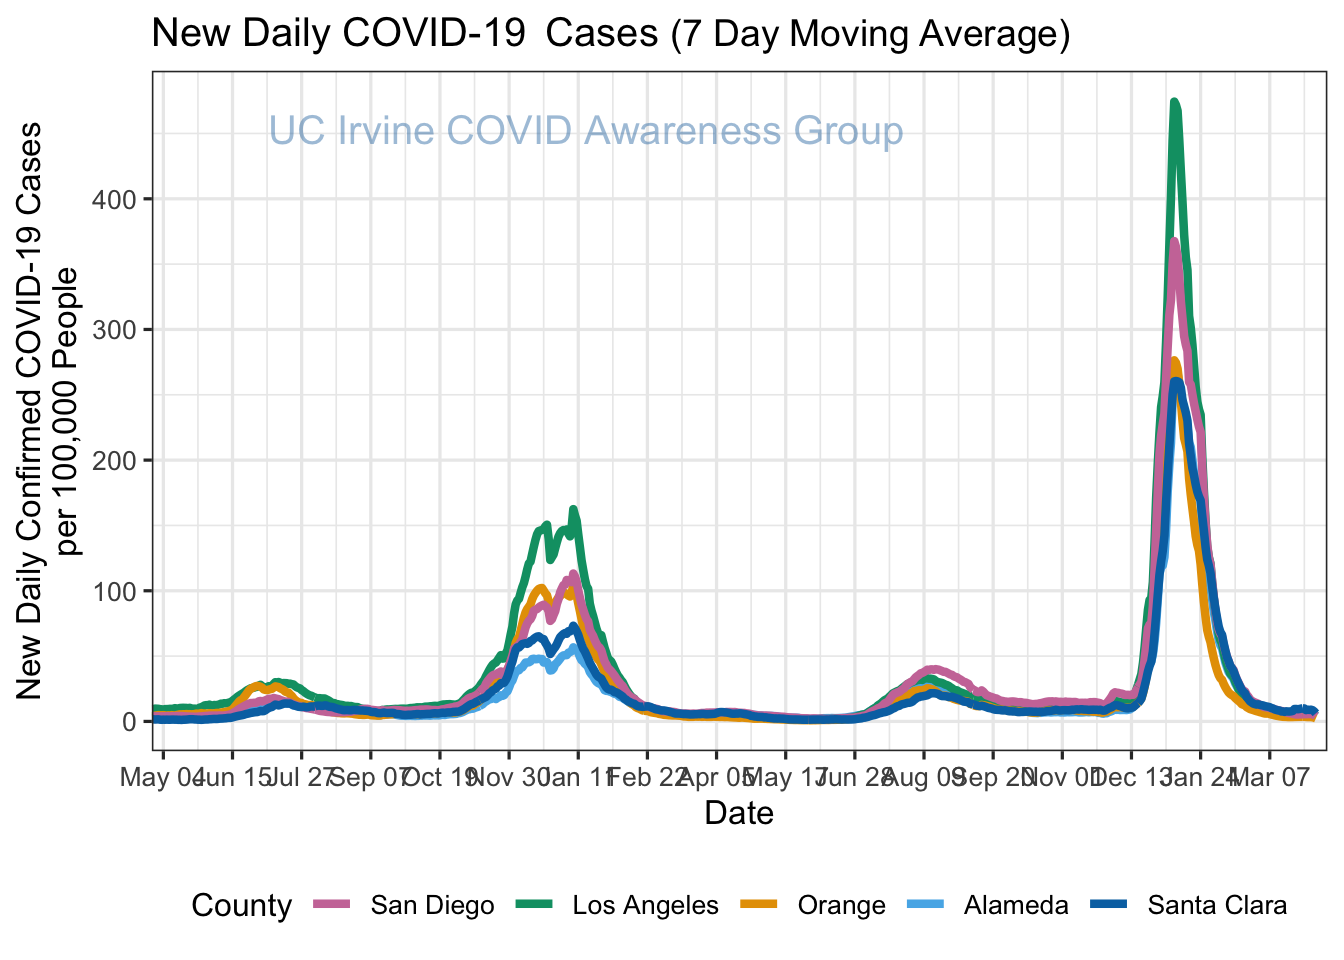 New Daily COVID-19 Cases (7 Day Moving Average)
UC Irvine COVID Awareness Group
New Daily Confirmed COVID-19 Cases
per 100,000 People
400
300
200
100
0
May 04 Jun 15 Jul 27 Sep 07 Oct 19 Nov 30 Jan 11 Feb 22 Apr 05 May 17 Jun 28 Aug 09 Sep 20 Nov 01 Dec 13 Jan 24 Mar 07
Date
County San Diego Los Angeles Orange Alameda Santa Clara